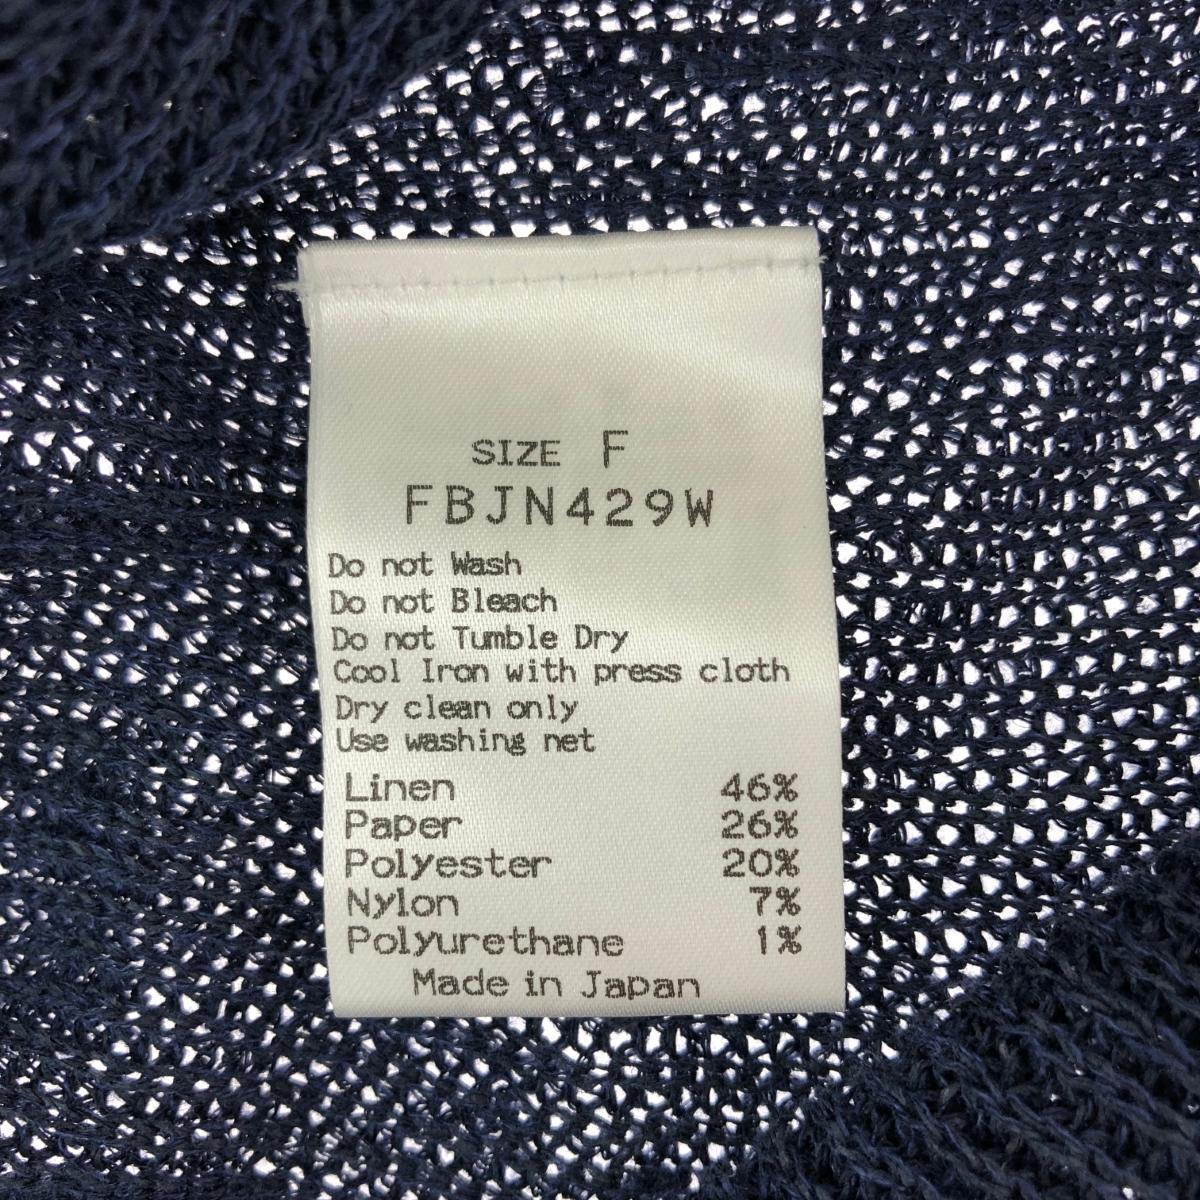 SIZE F
FBJN429W
Do not Wash
Do not Bleach
Do not Tumble Dry
Cool Iron with press cloth
Dry clean only
Use washing net
Linen 46%
Paper 26%
Polyester 20%
Nylon 7%
Polyurethane 1%
Made in Japan